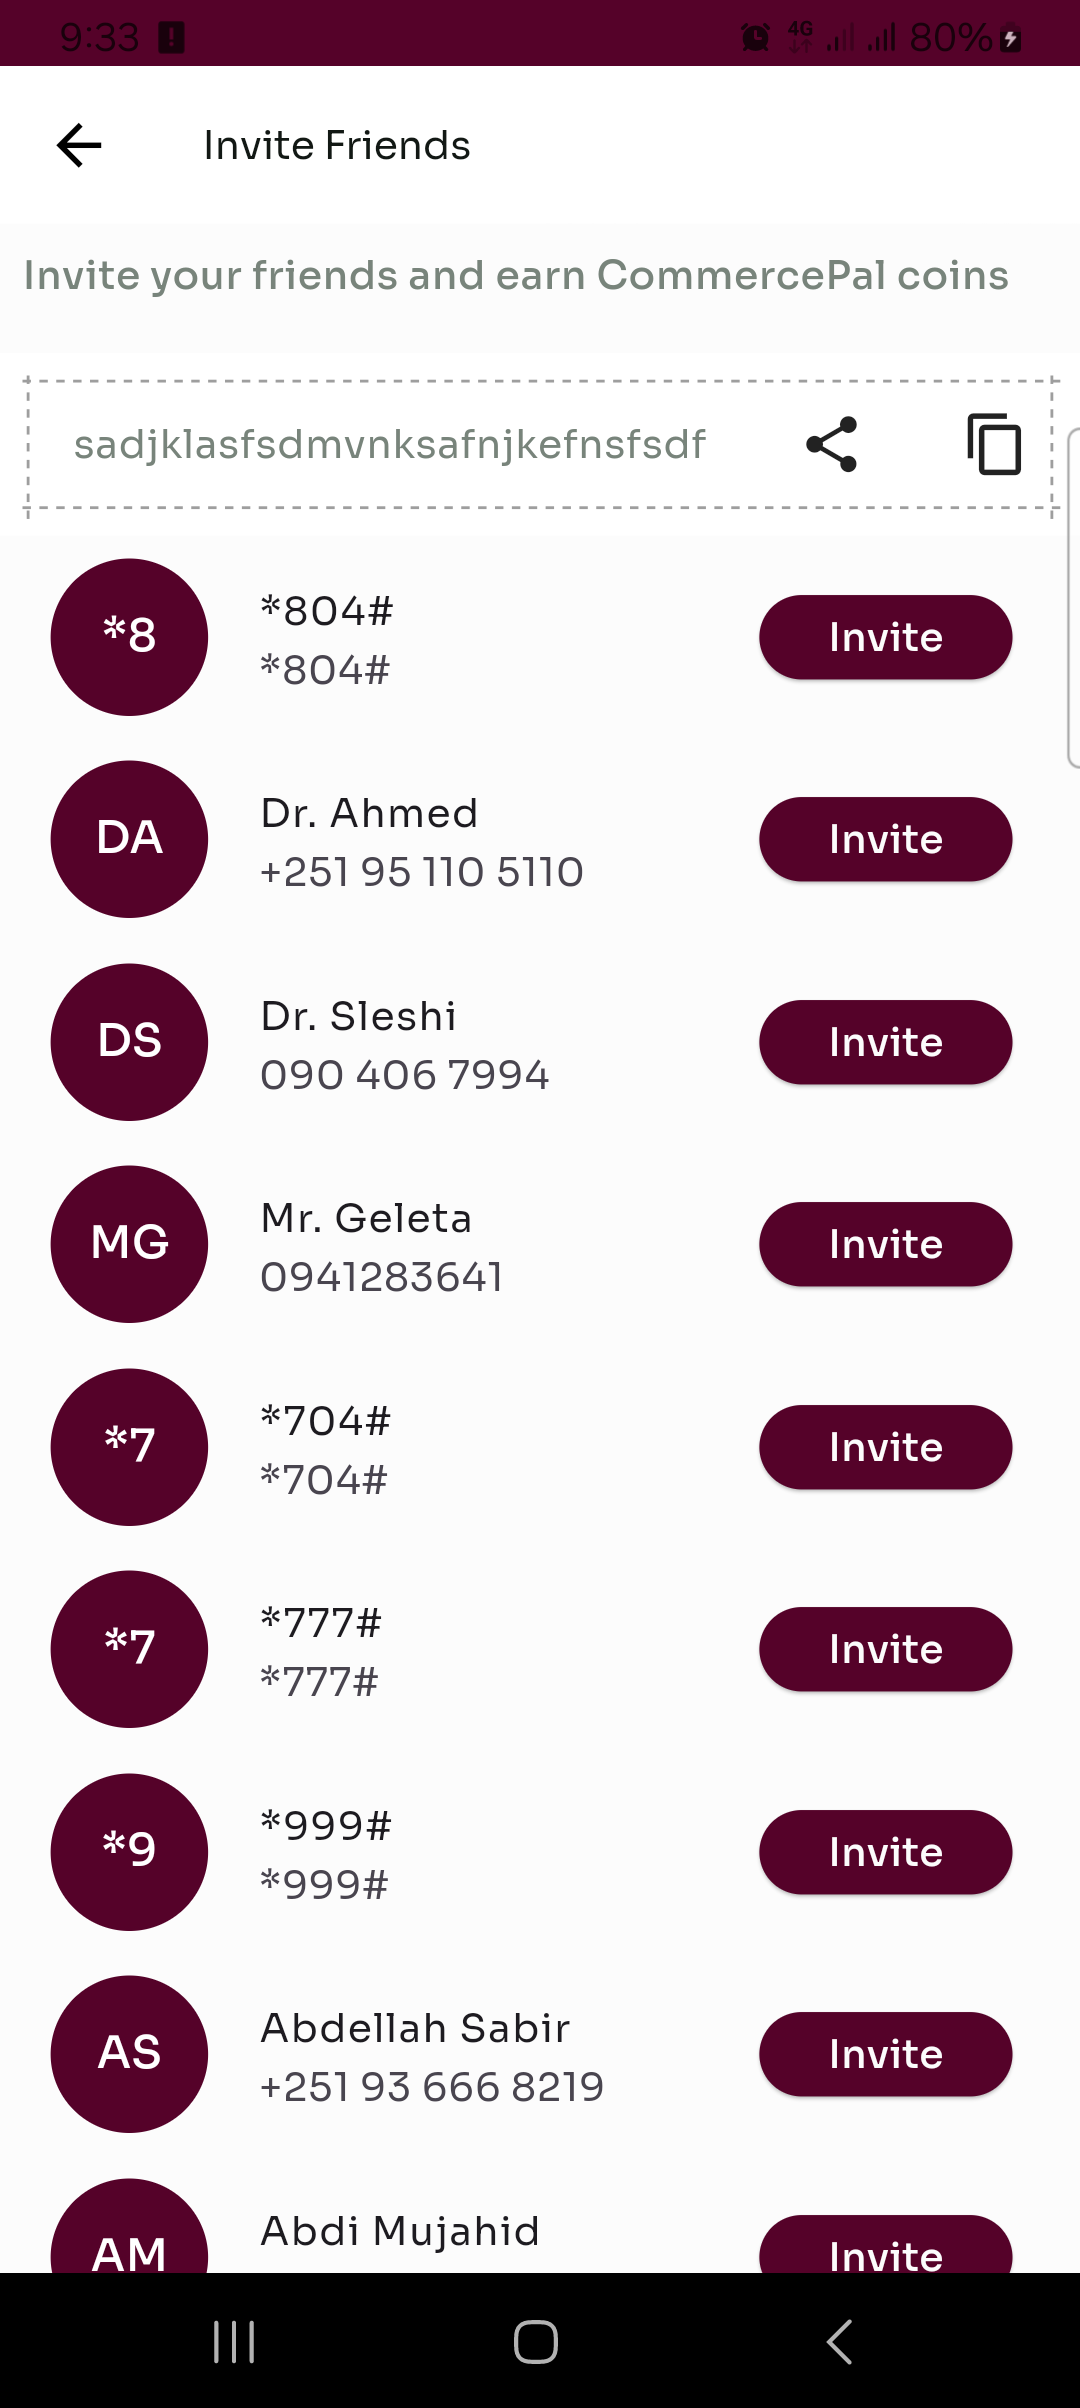 9:33
4G
80%
Invite Friends
Invite your friends and earn CommercePal coins
sadjklasfsdmvnksafnjkefnsfsdf
*8
*804#
*804#
Invite
DA
Dr. Ahmed
+251 95 110 5110
Invite
DS
Dr. Sleshi
090 406 7994
Invite
MG
Mr. Geleta
0941283641
Invite
*7
*704#
*704#
Invite
*7
*777#
*777#
Invite
*9
*999#
*999#
Invite
AS
Abdellah Sabir
+251 93 666 8219
Invite
AM
Abdi Mujahid
Invite